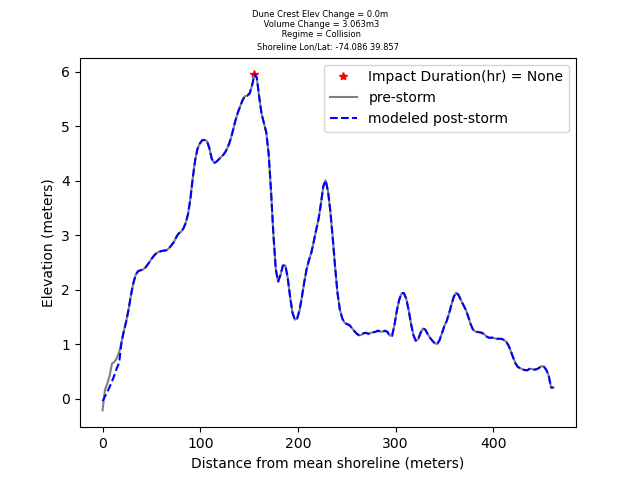 Dune Crest Elev Change = 0.0m
Volume Change = 3.063m3
Regime = Collision
Shoreline Lon/Lat: -74.086 39.857
Impact Duration(hr) = None
pre-storm
modeled post-storm
Elevation (meters)
6
5
4
3
2
1
0
0 100 200 300 400
Distance from mean shoreline (meters)